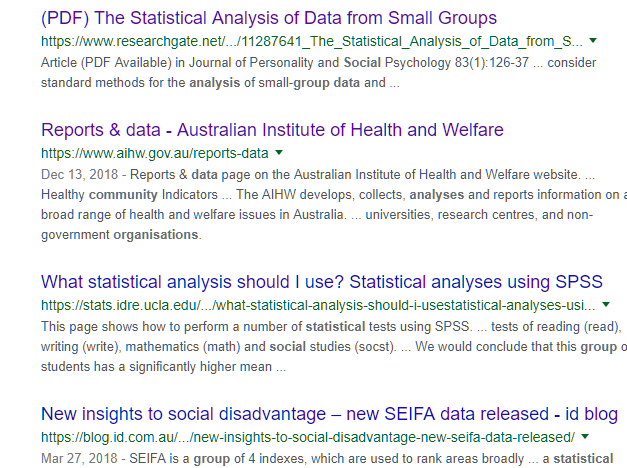 (PDF) The Statistical Analysis of Data from Small Groups
https://www.researchgate.net/.../11287641_The_Statistical_Analysis_of_Data_from_S...
Article (PDF Available) in Journal of Personality and Social Psychology 83(1):126-37 ... consider
standard methods for the analysis of small-group data and ...
Reports & data - Australian Institute of Health and Welfare
https://www.aihw.gov.au/reports-data
Dec 13, 2018 - Reports & data page on the Australian Institute of Health and Welfare website. ...
Healthy community Indicators ... The AIHW develops, collects, analyses and reports information on a
broad range of health and welfare issues in Australia. ... universities, research centres, and non-
government organisations.
What statistical analysis should I use? Statistical analyses using SPSS
https://stats.idre.ucla.edu/.../what-statistical-analysis-should-i-usestatistical-analyses-usi...
This page shows how to perform a number of statistical tests using SPSS. ... tests of reading (read),
writing (write), mathematics (math) and social studies (socst). ... We would conclude that this group o
students has a significantly higher mean ...
New insights to social disadvantage – new SEIFA data released - id blog
https://blog.id.com.au/.../new-insights-to-social-disadvantage-new-seifa-data-released/
Mar 27, 2018 - SEIFA is a group of 4 indexes, which are used to rank areas broadly ... a statistical